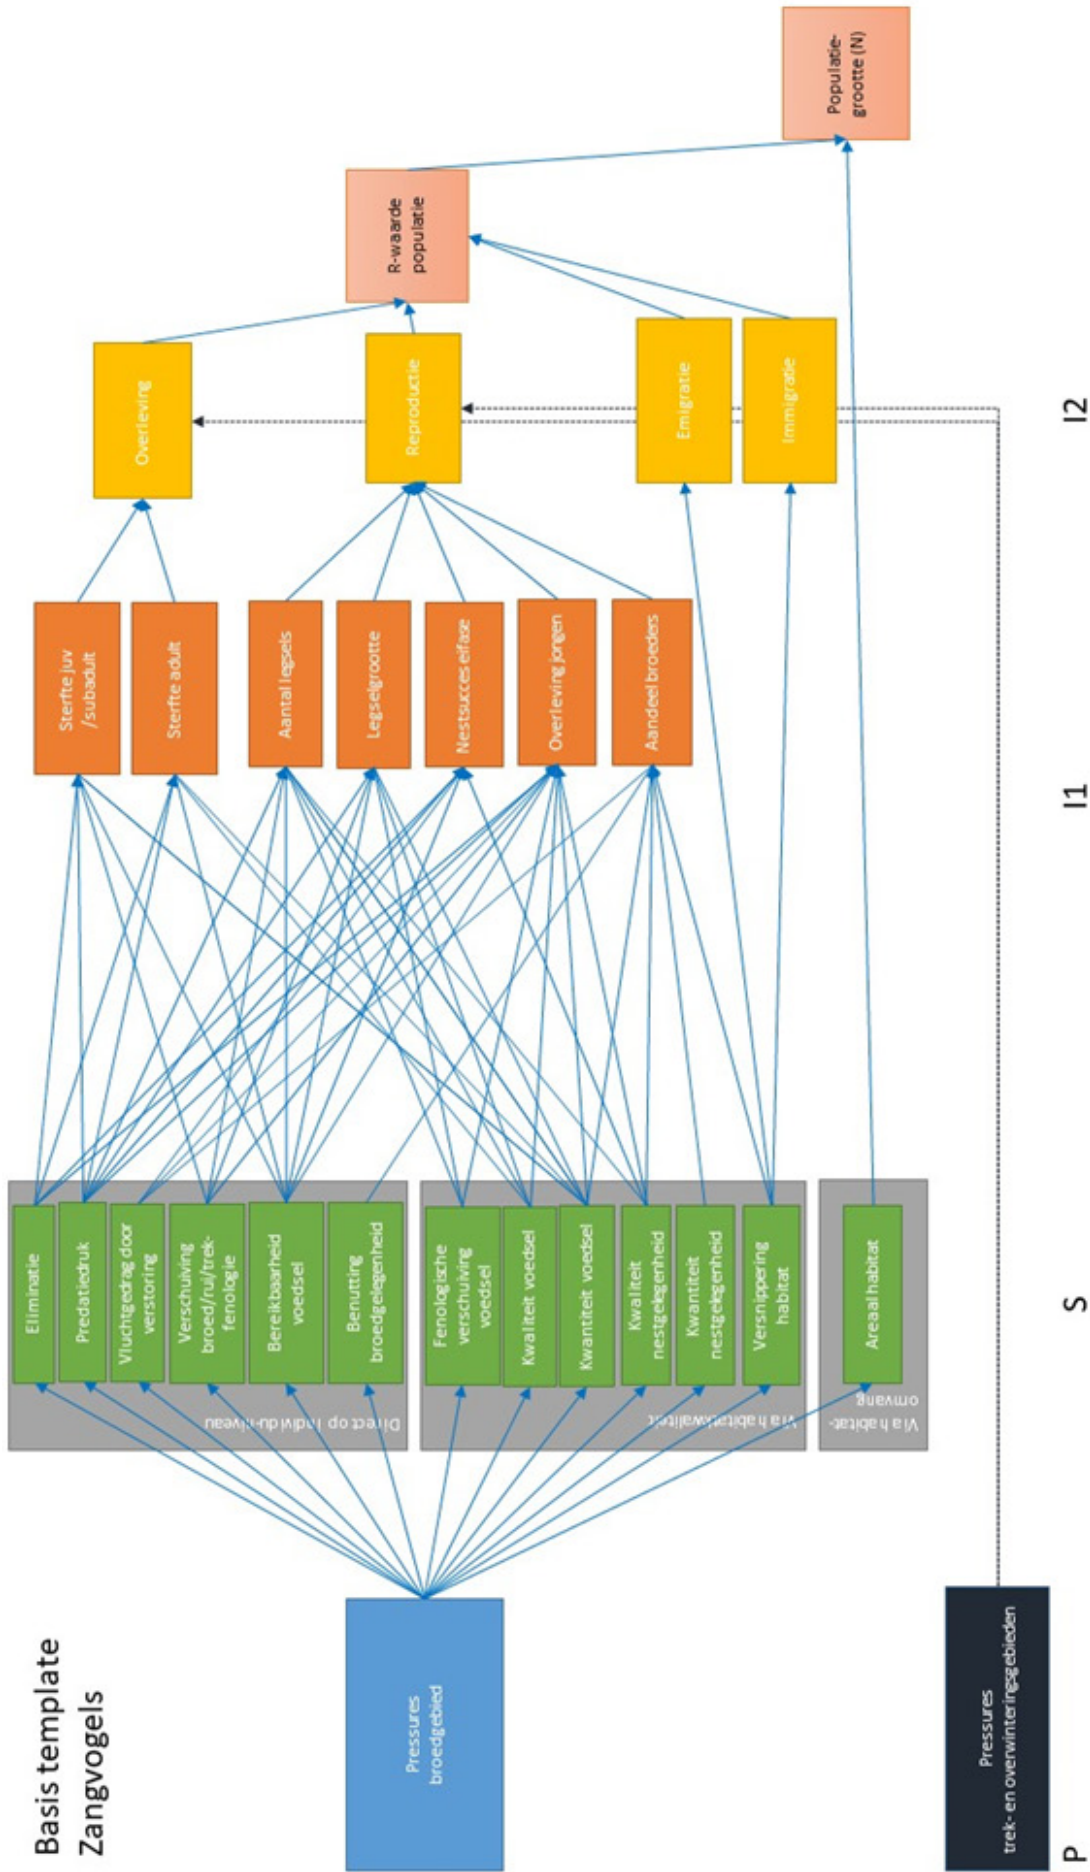 Basis template
Zangvogels
Pressures
broedgebied
Pressures
trek- en overwinteringsgebieden
Direct op individu-niveau
Eliminatie
Predatiedruk
Vluchtgedrag door
verstoring
Verschuiving
broed/rui/trek-
fenologie
Bereikbaarheid
voedsel
Benutting
broedgelegenheid
Via habitatkwaliteit
Fenologische
verschuiving
voedsel
Kwaliteit voedsel
Kwantiteit voedsel
Kwaliteit
nestgelegenheid
Kwantiteit
nestgelegenheid
Versnippering
habitat
Via habitat-
omvang
Areaal habitat
Sterfte juv
/subadult
Sterfte adult
Aantal legsels
Legselgrootte
Nestsucces eifase
Overleving jongen
Aandeel broeders
Overleving
Reproductie
Emigratie
Immigratie
R-waarde
populatie
Populatie-
grootte (N)
P
S
I1
I2